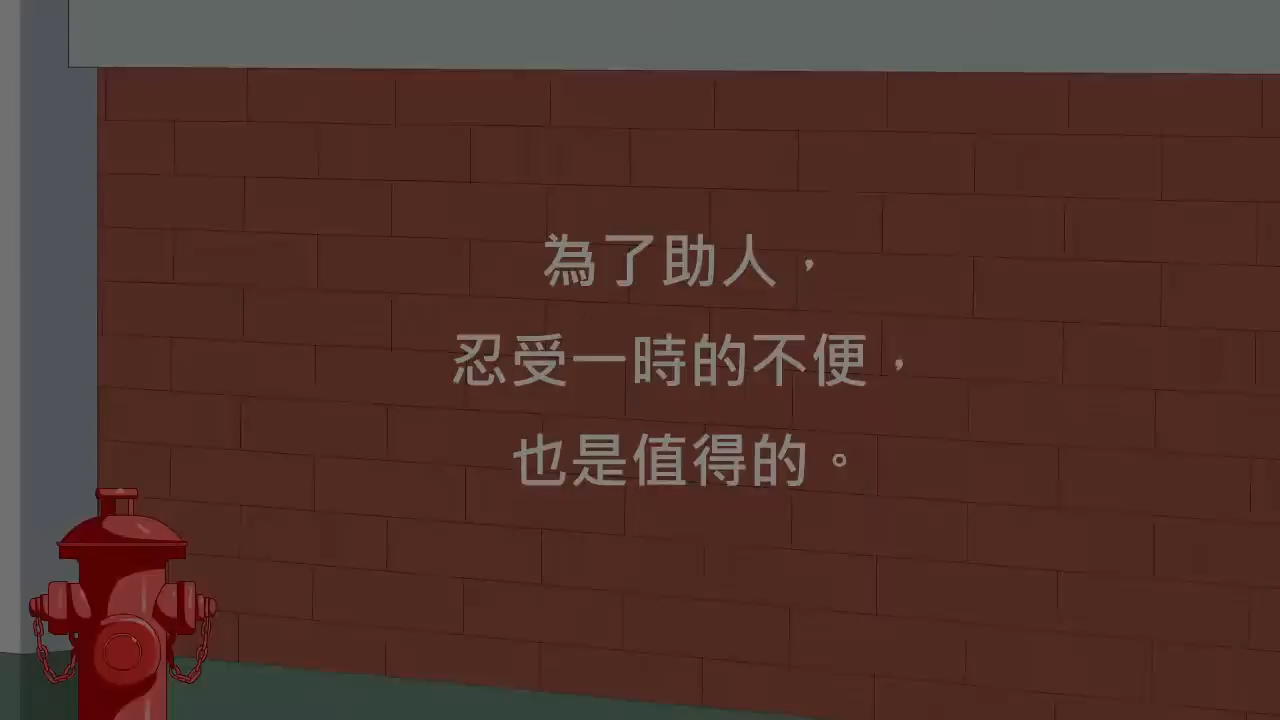 為了助人，
忍受一時的不便，
也是值得的。